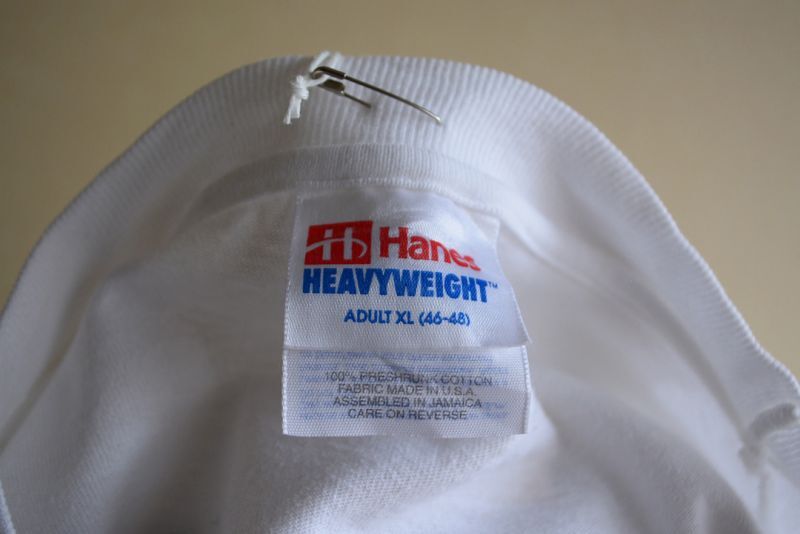 Hanes
HEAVYWEIGHT™
ADULT XL (46-48)
100% PRESHRUNK COTTON
FABRIC MADE IN U.S.A.
ASSEMBLED IN JAMAICA
CARE ON REVERSE